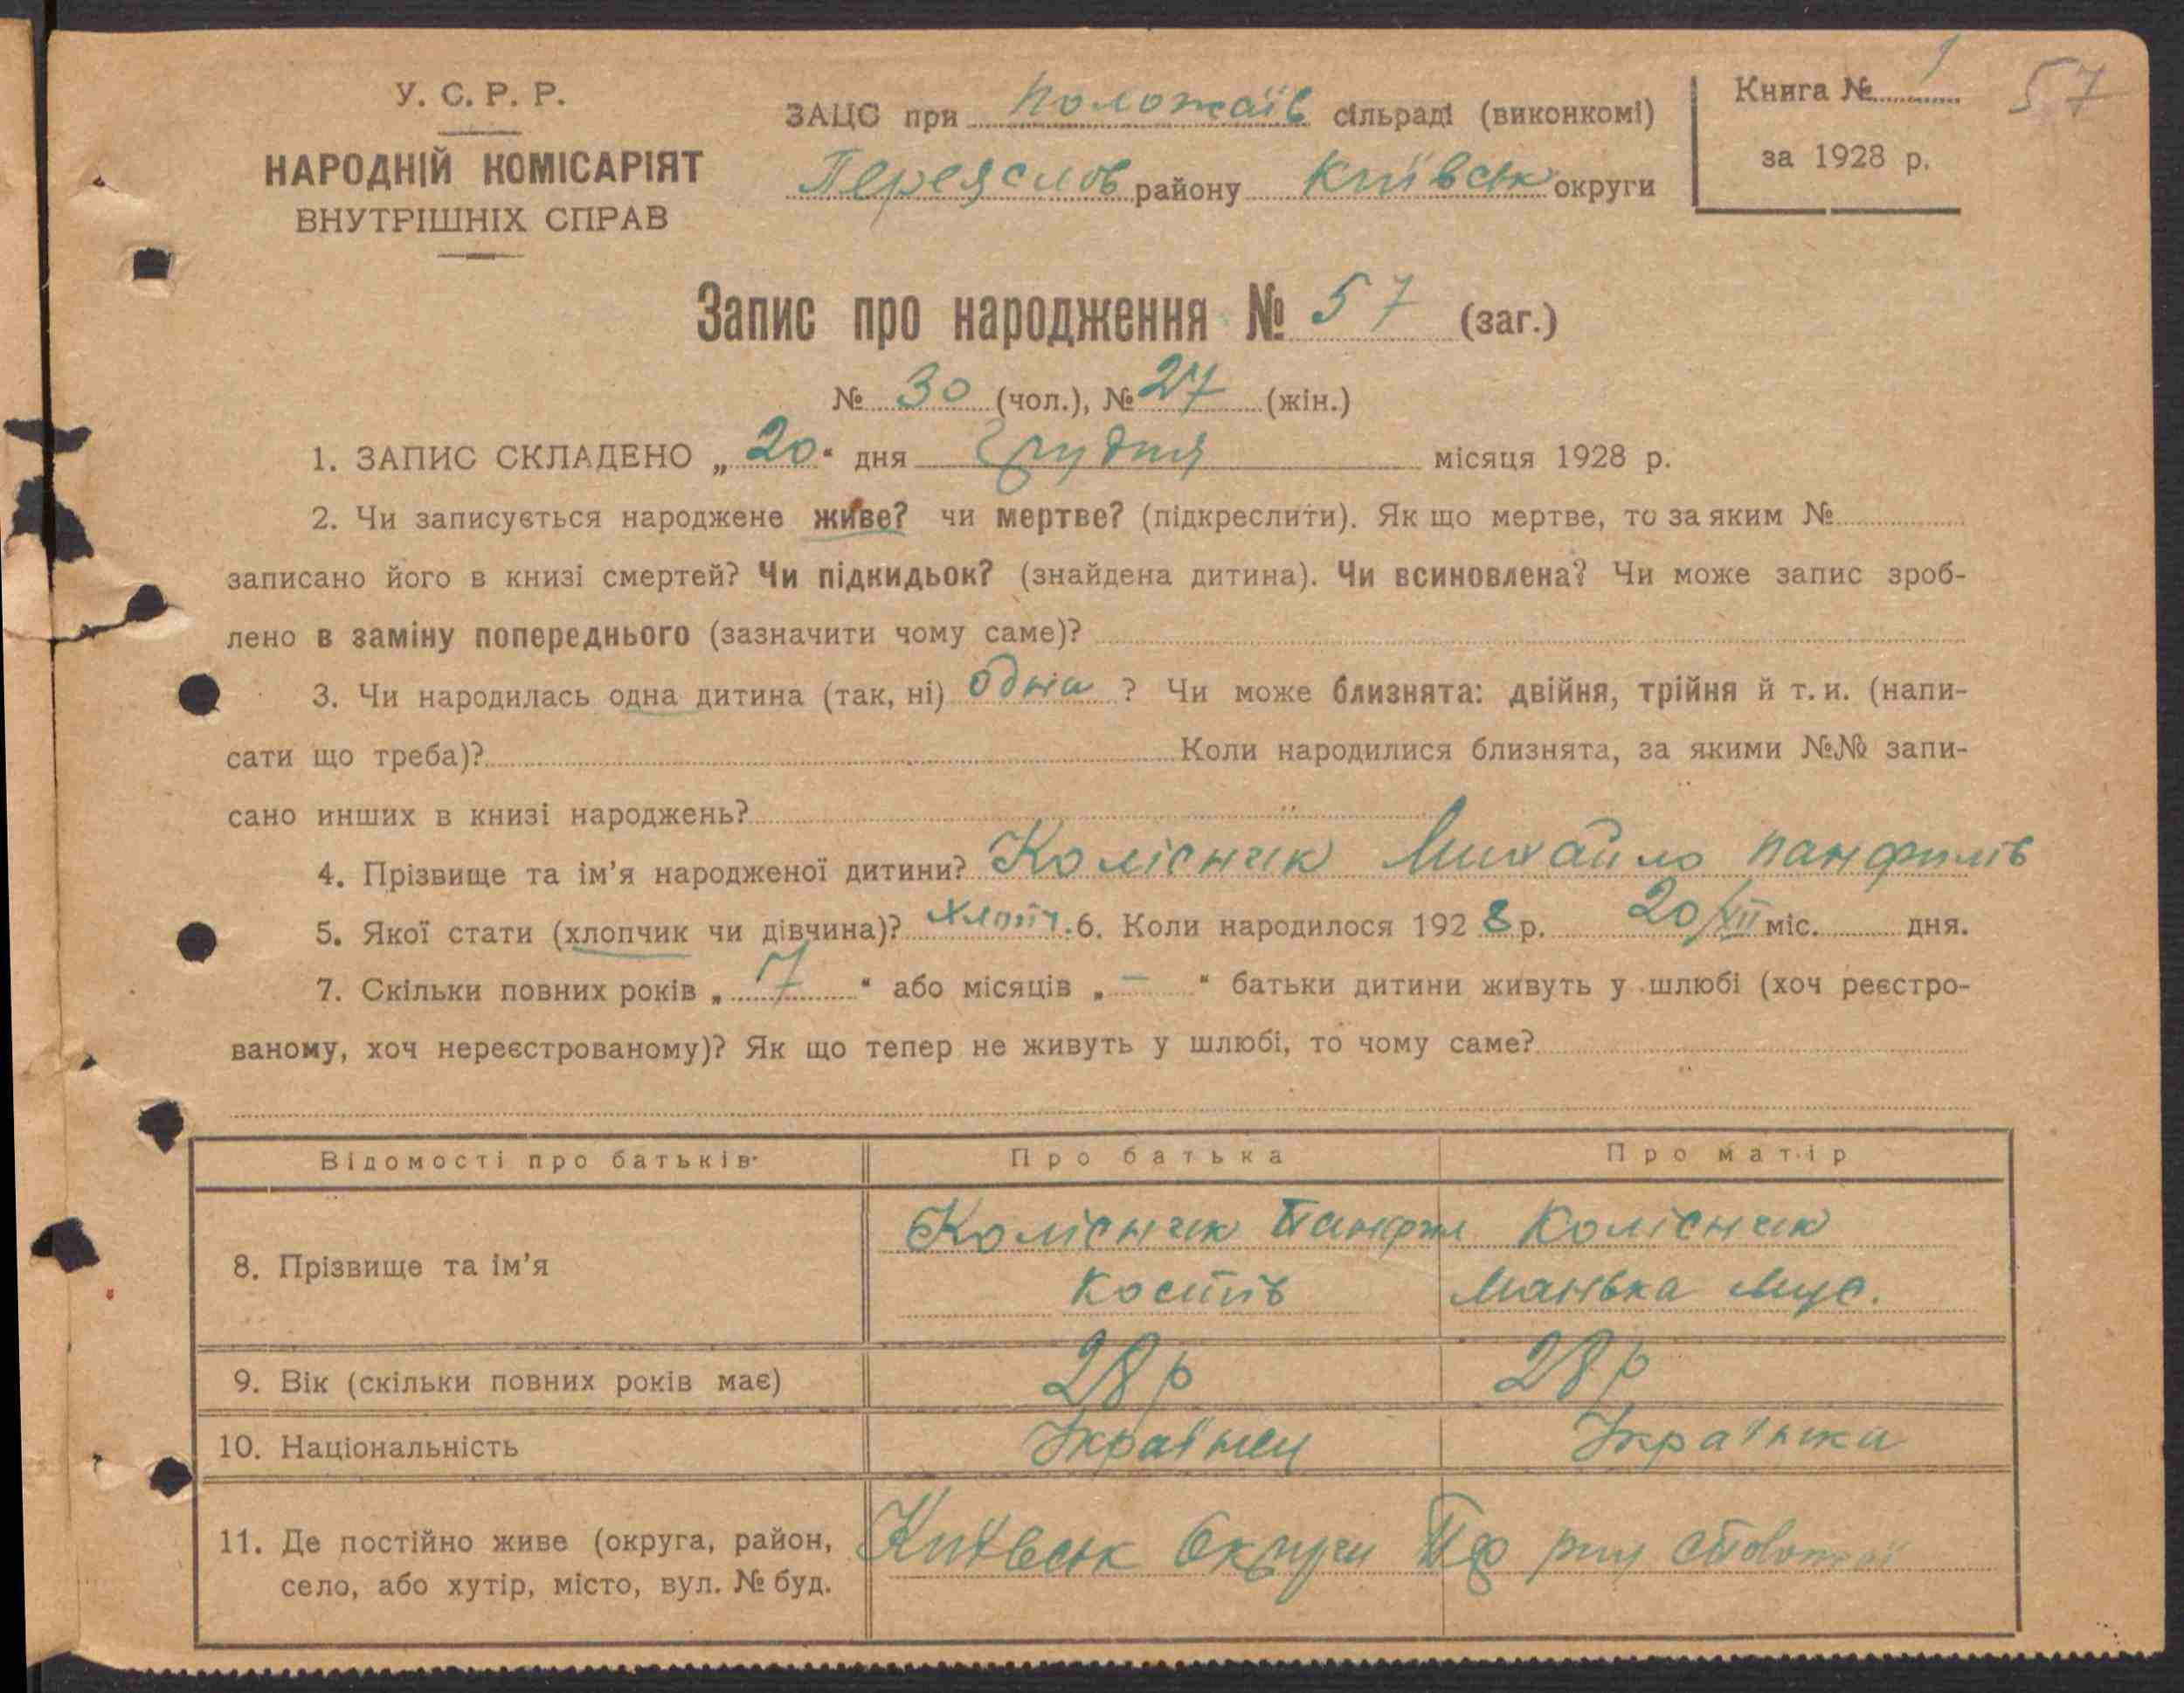 У. С. Р. Р.
НАРОДНІЙ КОМІСАРІЯТ
ВНУТРІШНІХ СПРАВ
ЗАЦС при Положаїв сільраді (виконкомі)
Переяслов району Київськ округи
Книга № 1
за 1928 р.
57
Запис про народження № 57 (заг.)
№ 30 (чол.), № 27 (жін.)
1. ЗАПИС СКЛАДЕНО „ 20 “ дня Грудня місяця 1928 р.
2. Чи записується народжене живе? чи мертве? (підкреслити). Як що мертве, то за яким №
записано його в книзі смертей? Чи підкидьок? (знайдена дитина). Чи всиновлена? Чи може запис зроб-
лено в заміну попереднього (зазначити чому саме)?
3. Чи народилась одна дитина (так, ні) одна ? Чи може близнята: двійня, трійня й т. и. (напи-
сати що треба)? Коли народилися близнята, за якими №№ запи-
сано инших в книзі народжень?
4. Прізвище та ім’я народженої дитини? Колісник Михайло Панфилів
5. Якої стати (хлопчик чи дівчина)? хлопч. 6. Коли народилося 1928 р. 20/XII міс. дня.
7. Скільки повних років „ 7 “ або місяців „ — “ батьки дитини живуть у шлюбі (хоч реєстро-
ваному, хоч нереєстрованому)? Як що тепер не живуть у шлюбі, то чому саме?
Відомості про батьків Про батька Про матір
8. Прізвище та ім’я
Колісник Панфил Колісник
Костів Манька Мус.
9. Вік (скільки повних років має) 28 р 28 р
10. Національність Українец Українка
11. Де постійно живе (округа, район,
село, або хутір, місто, вул. № буд.
Київськ Округи